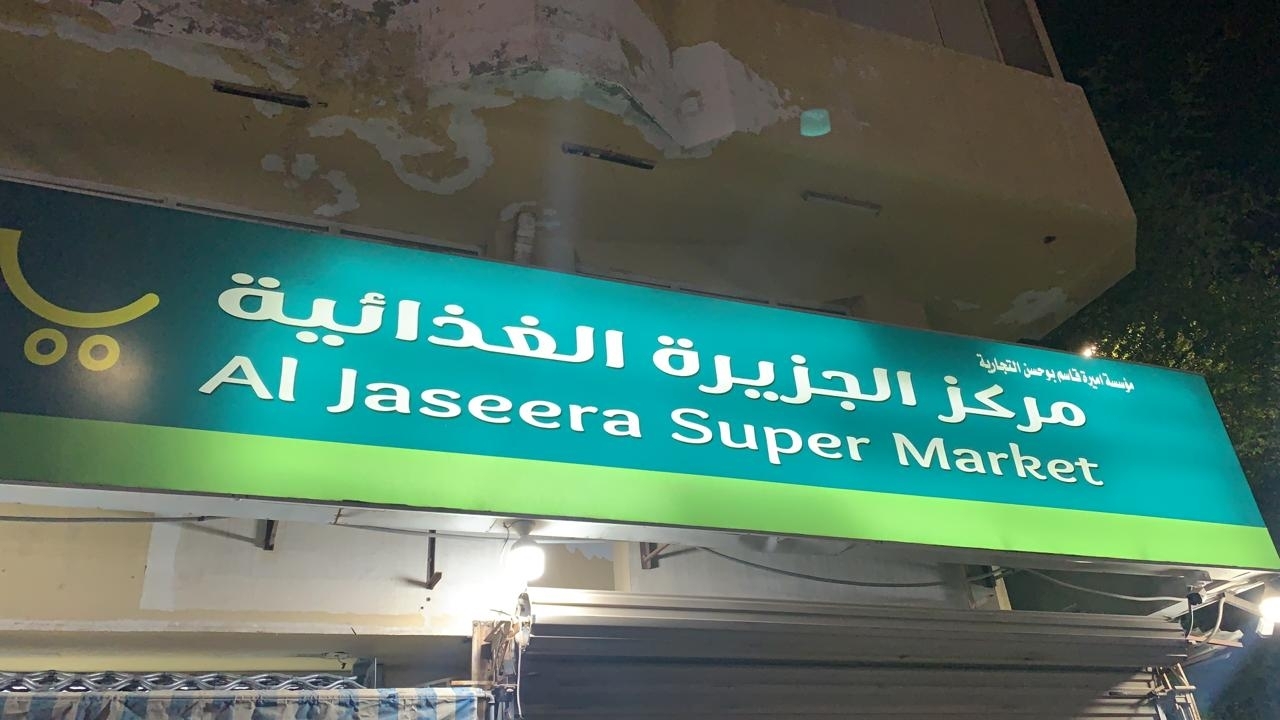 مؤسسة اميرة قاسم بوحسن التجارية
مركز الجزيرة الغذائية
Al Jaseera Super Market